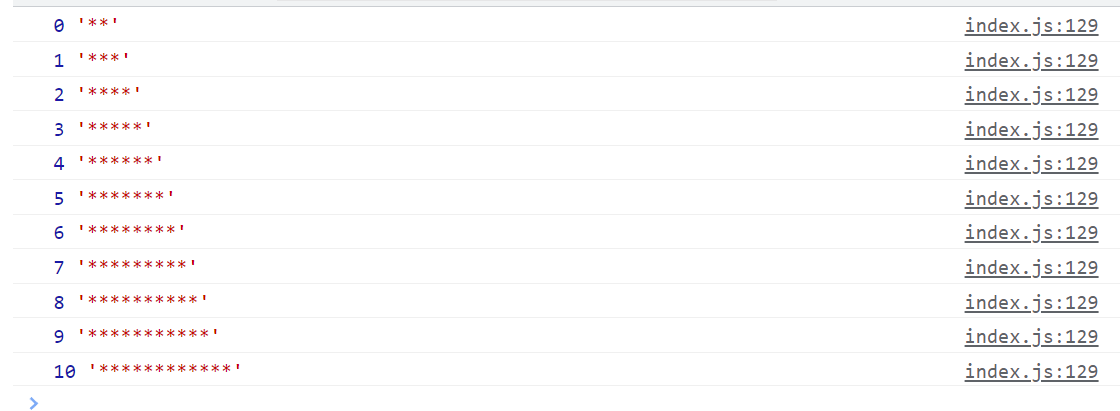 0 '**' index.js:129
1 '***' index.js:129
2 '****' index.js:129
3 '*****' index.js:129
4 '******' index.js:129
5 '*******' index.js:129
6 '********' index.js:129
7 '*********' index.js:129
8 '**********' index.js:129
9 '***********' index.js:129
10 '************' index.js:129
>